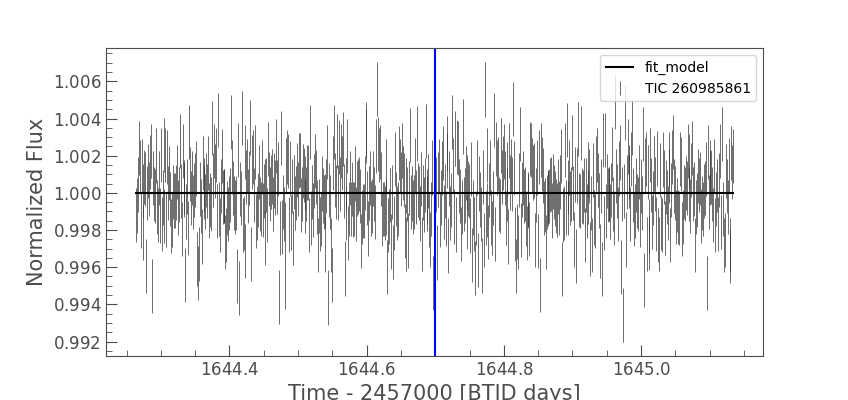 fit_model
TIC 260985861
1.006
1.004
1.002
1.000
0.998
0.996
0.994
0.992
Normalized Flux
1644.4 1644.6 1644.8 1645.0
Time - 2457000 [BTJD days]